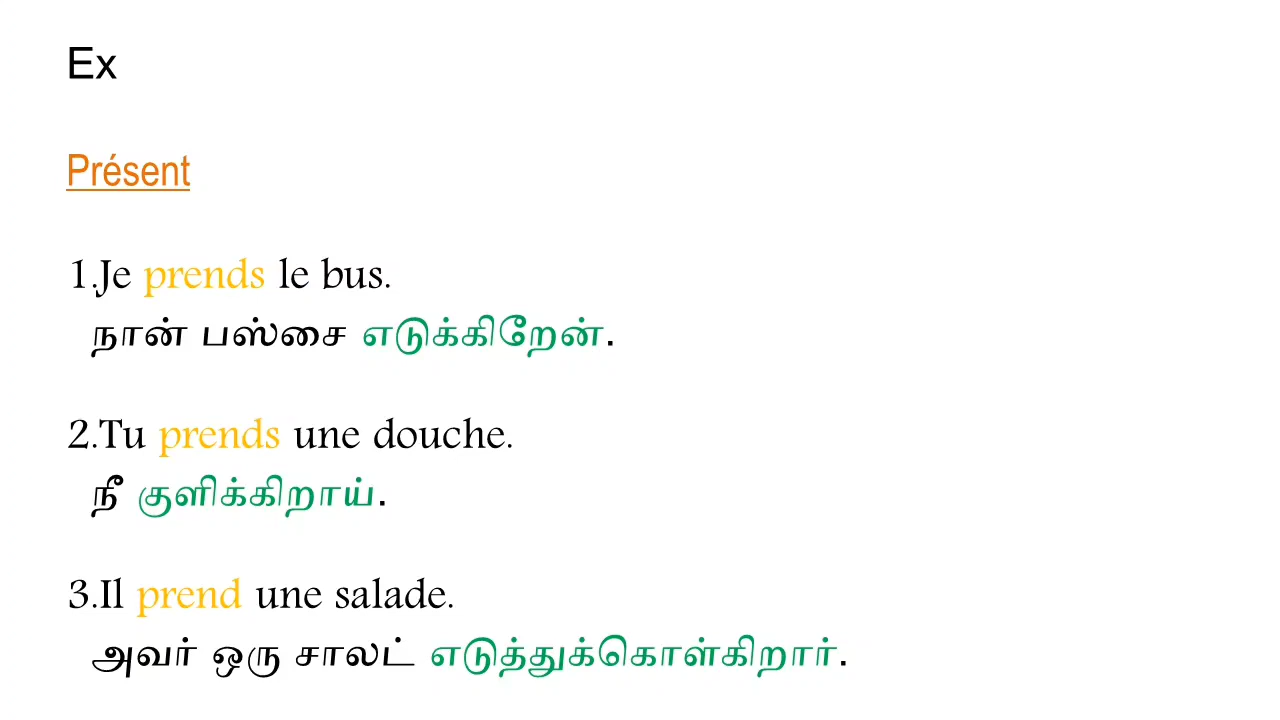 Ex
Présent
1.Je prends le bus.
நான் பஸ்சை எடுக்கிறேன்.
2.Tu prends une douche.
நீ குளிக்கிறாய்.
3.Il prend une salade.
அவர் ஒரு சாலட் எடுத்துக்கொள்கிறார்.